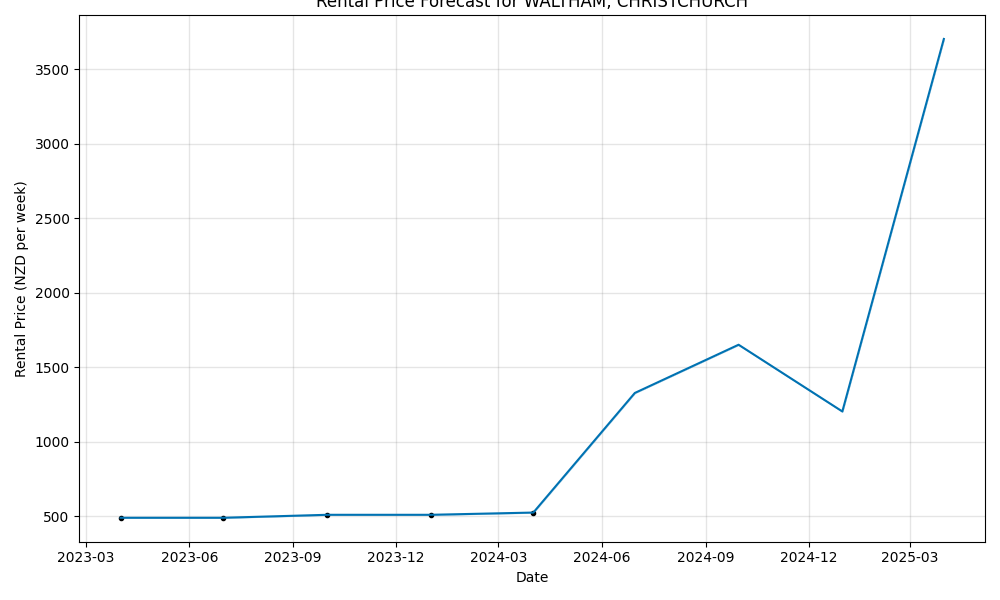 Rental Price Forecast for WALTHAM, CHRISTCHURCH
Rental Price (NZD per week)
3500
3000
2500
2000
1500
1000
500
2023-03 2023-06 2023-09 2023-12 2024-03 2024-06 2024-09 2024-12 2025-03
Date